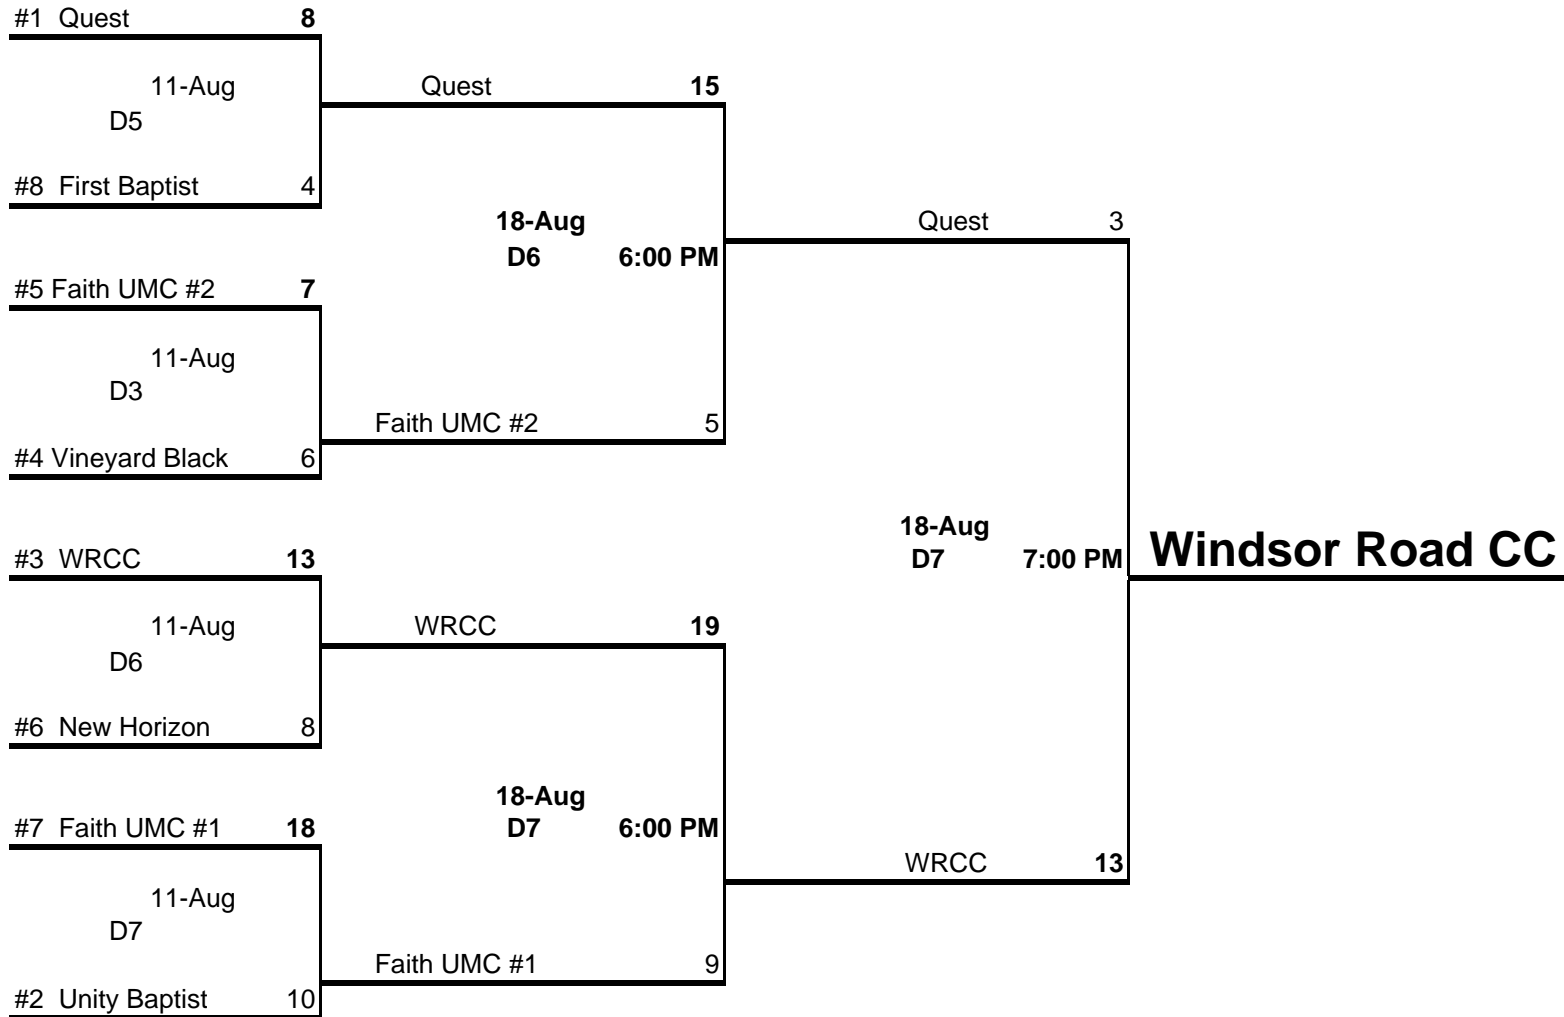 #1 Quest 8
11-Aug
D5
#8 First Baptist 4
Quest 15
18-Aug
D6 6:00 PM
#5 Faith UMC #2 7
11-Aug
D3
#4 Vineyard Black 6
Faith UMC #2 5
Quest 3
18-Aug
D7 7:00 PM
Windsor Road CC
#3 WRCC 13
11-Aug
D6
#6 New Horizon 8
WRCC 19
18-Aug
D7 6:00 PM
#7 Faith UMC #1 18
11-Aug
D7
#2 Unity Baptist 10
Faith UMC #1 9
WRCC 13